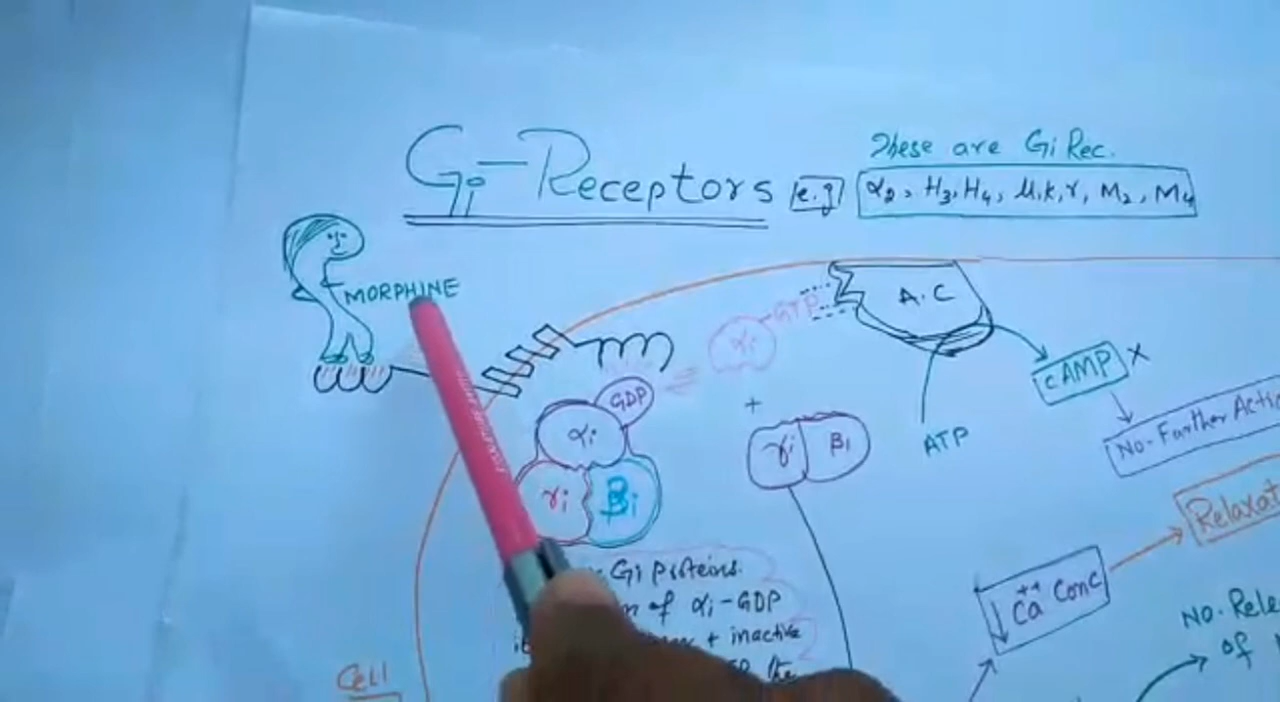 Gi-Receptors
e.g
These are Gi Rec.
α2, H3, H4, μ, κ, γ, M2, M4
MORPHINE
αi GTP
A.C
cAMP X
ATP
No-Further Actio
GDP
αi
γi βi
+
γi βi
Gi proteins.
of αi-GDP
+ inactive
the
Relaxat
↓ Ca++ Conc
No. Rele
of
Cell